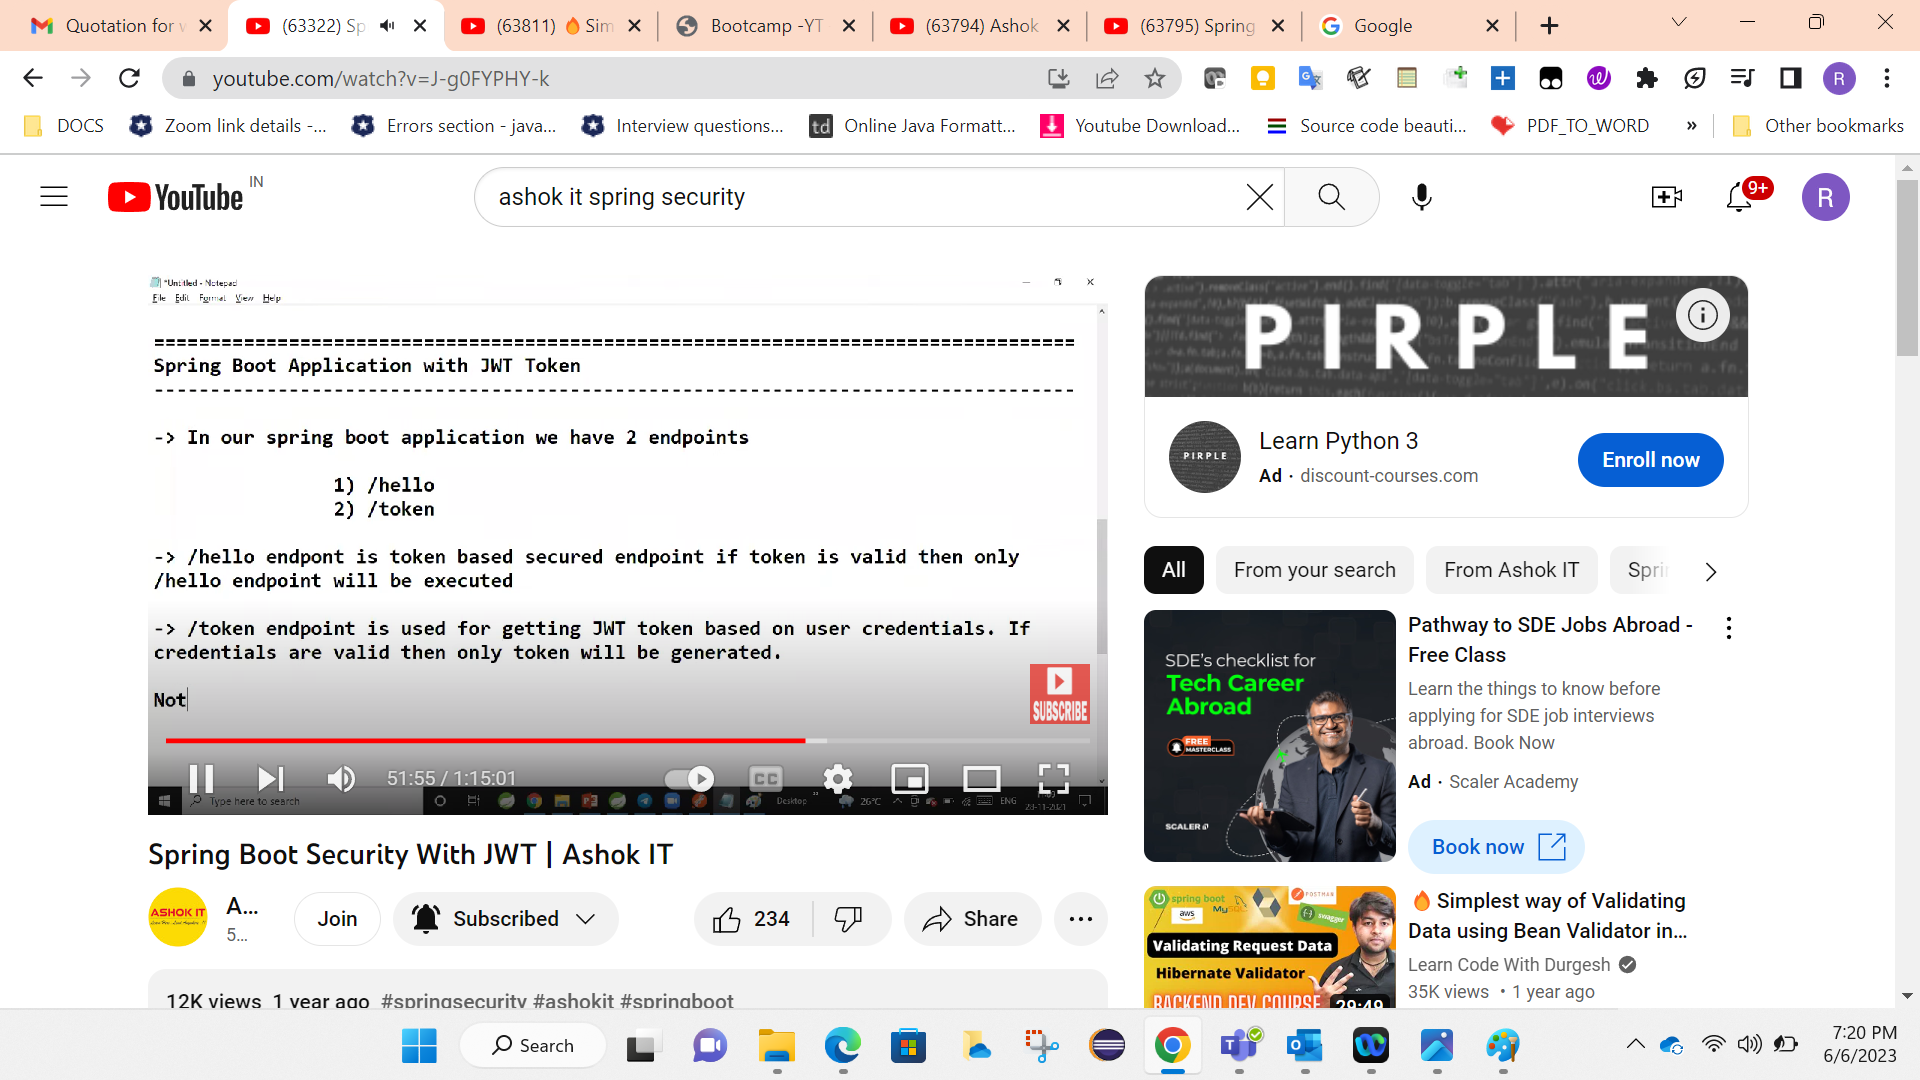 Quotation for w
(63322) Sp
(63811) 🔥 Sim
Bootcamp -YT
(63794) Ashok
(63795) Spring
Google
youtube.com/watch?v=J-g0FYPHY-k
R
DOCS
Zoom link details -...
Errors section - java...
Interview questions...
td
Online Java Formatt...
Youtube Download...
Source code beauti...
PDF_TO_WORD
»
Other bookmarks
YouTube IN
ashok it spring security
9+
R
*Untitled - Notepad
File Edit Format View Help
Spring Boot Application with JWT Token
-> In our spring boot application we have 2 endpoints
1) /hello
2) /token
-> /hello endpont is token based secured endpoint if token is valid then only
/hello endpoint will be executed
-> /token endpoint is used for getting JWT token based on user credentials. If
credentials are valid then only token will be generated.
Not
SUBSCRIBE
51:55 / 1:15:01
CC
Type here to search
Desktop
26°C
ENG
28-11-2021
Spring Boot Security With JWT | Ashok IT
ASHOK IT
A...
5...
Join
Subscribed
234
Share
12K views 1 year ago #springsecurity #ashokit #springboot
PIRPLE
PIRPLE
Learn Python 3
Ad · discount-courses.com
Enroll now
All
From your search
From Ashok IT
Spri
SDE's checklist for
Tech Career
Abroad
FREE
MASTERCLASS
SCALER
Pathway to SDE Jobs Abroad -
Free Class
Learn the things to know before
applying for SDE job interviews
abroad. Book Now
Ad · Scaler Academy
Book now
spring boot
POSTMAN
aws
MySQL
swagger
Validating Request Data
Hibernate Validator
BACKEND DEV COURSE
29:49
🔥 Simplest way of Validating
Data using Bean Validator in...
Learn Code With Durgesh
35K views • 1 year ago
Search
7:20 PM
6/6/2023